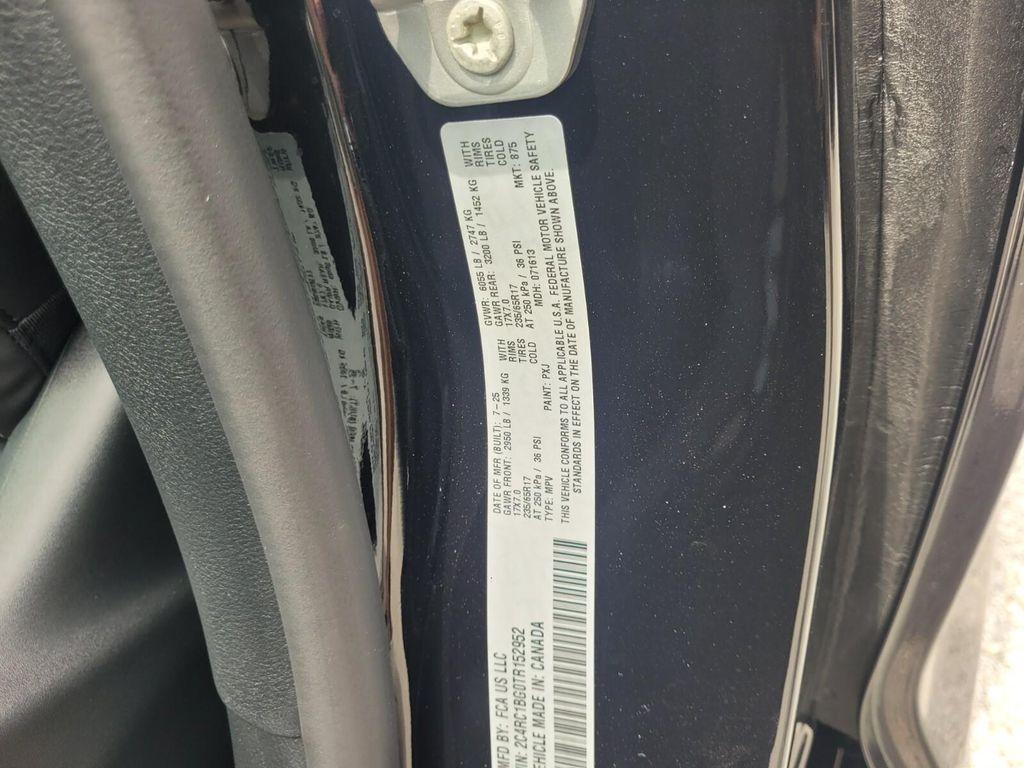 MFD BY: FCA US LLC
DATE OF MFR (BUILT): 7-25
GVWR: 6055 LB / 2747 KG
GAWR FRONT: 2950 LB / 1339 KG WITH
17X7.0 RIMS
235/65R17 TIRES
AT 250 kPa / 36 PSI COLD
GAWR REAR: 3200 LB / 1452 KG WITH
17X7.0 RIMS
235/65R17 TIRES
AT 250 kPa / 36 PSI COLD
TYPE: MPV PAINT: PXJ MDH: 071613 MKT: 875
THIS VEHICLE CONFORMS TO ALL APPLICABLE U.S.A. FEDERAL MOTOR VEHICLE SAFETY
STANDARDS IN EFFECT ON THE DATE OF MANUFACTURE SHOWN ABOVE.
VIN: 2C4RC1BG0TR152952
VEHICLE MADE IN: CANADA